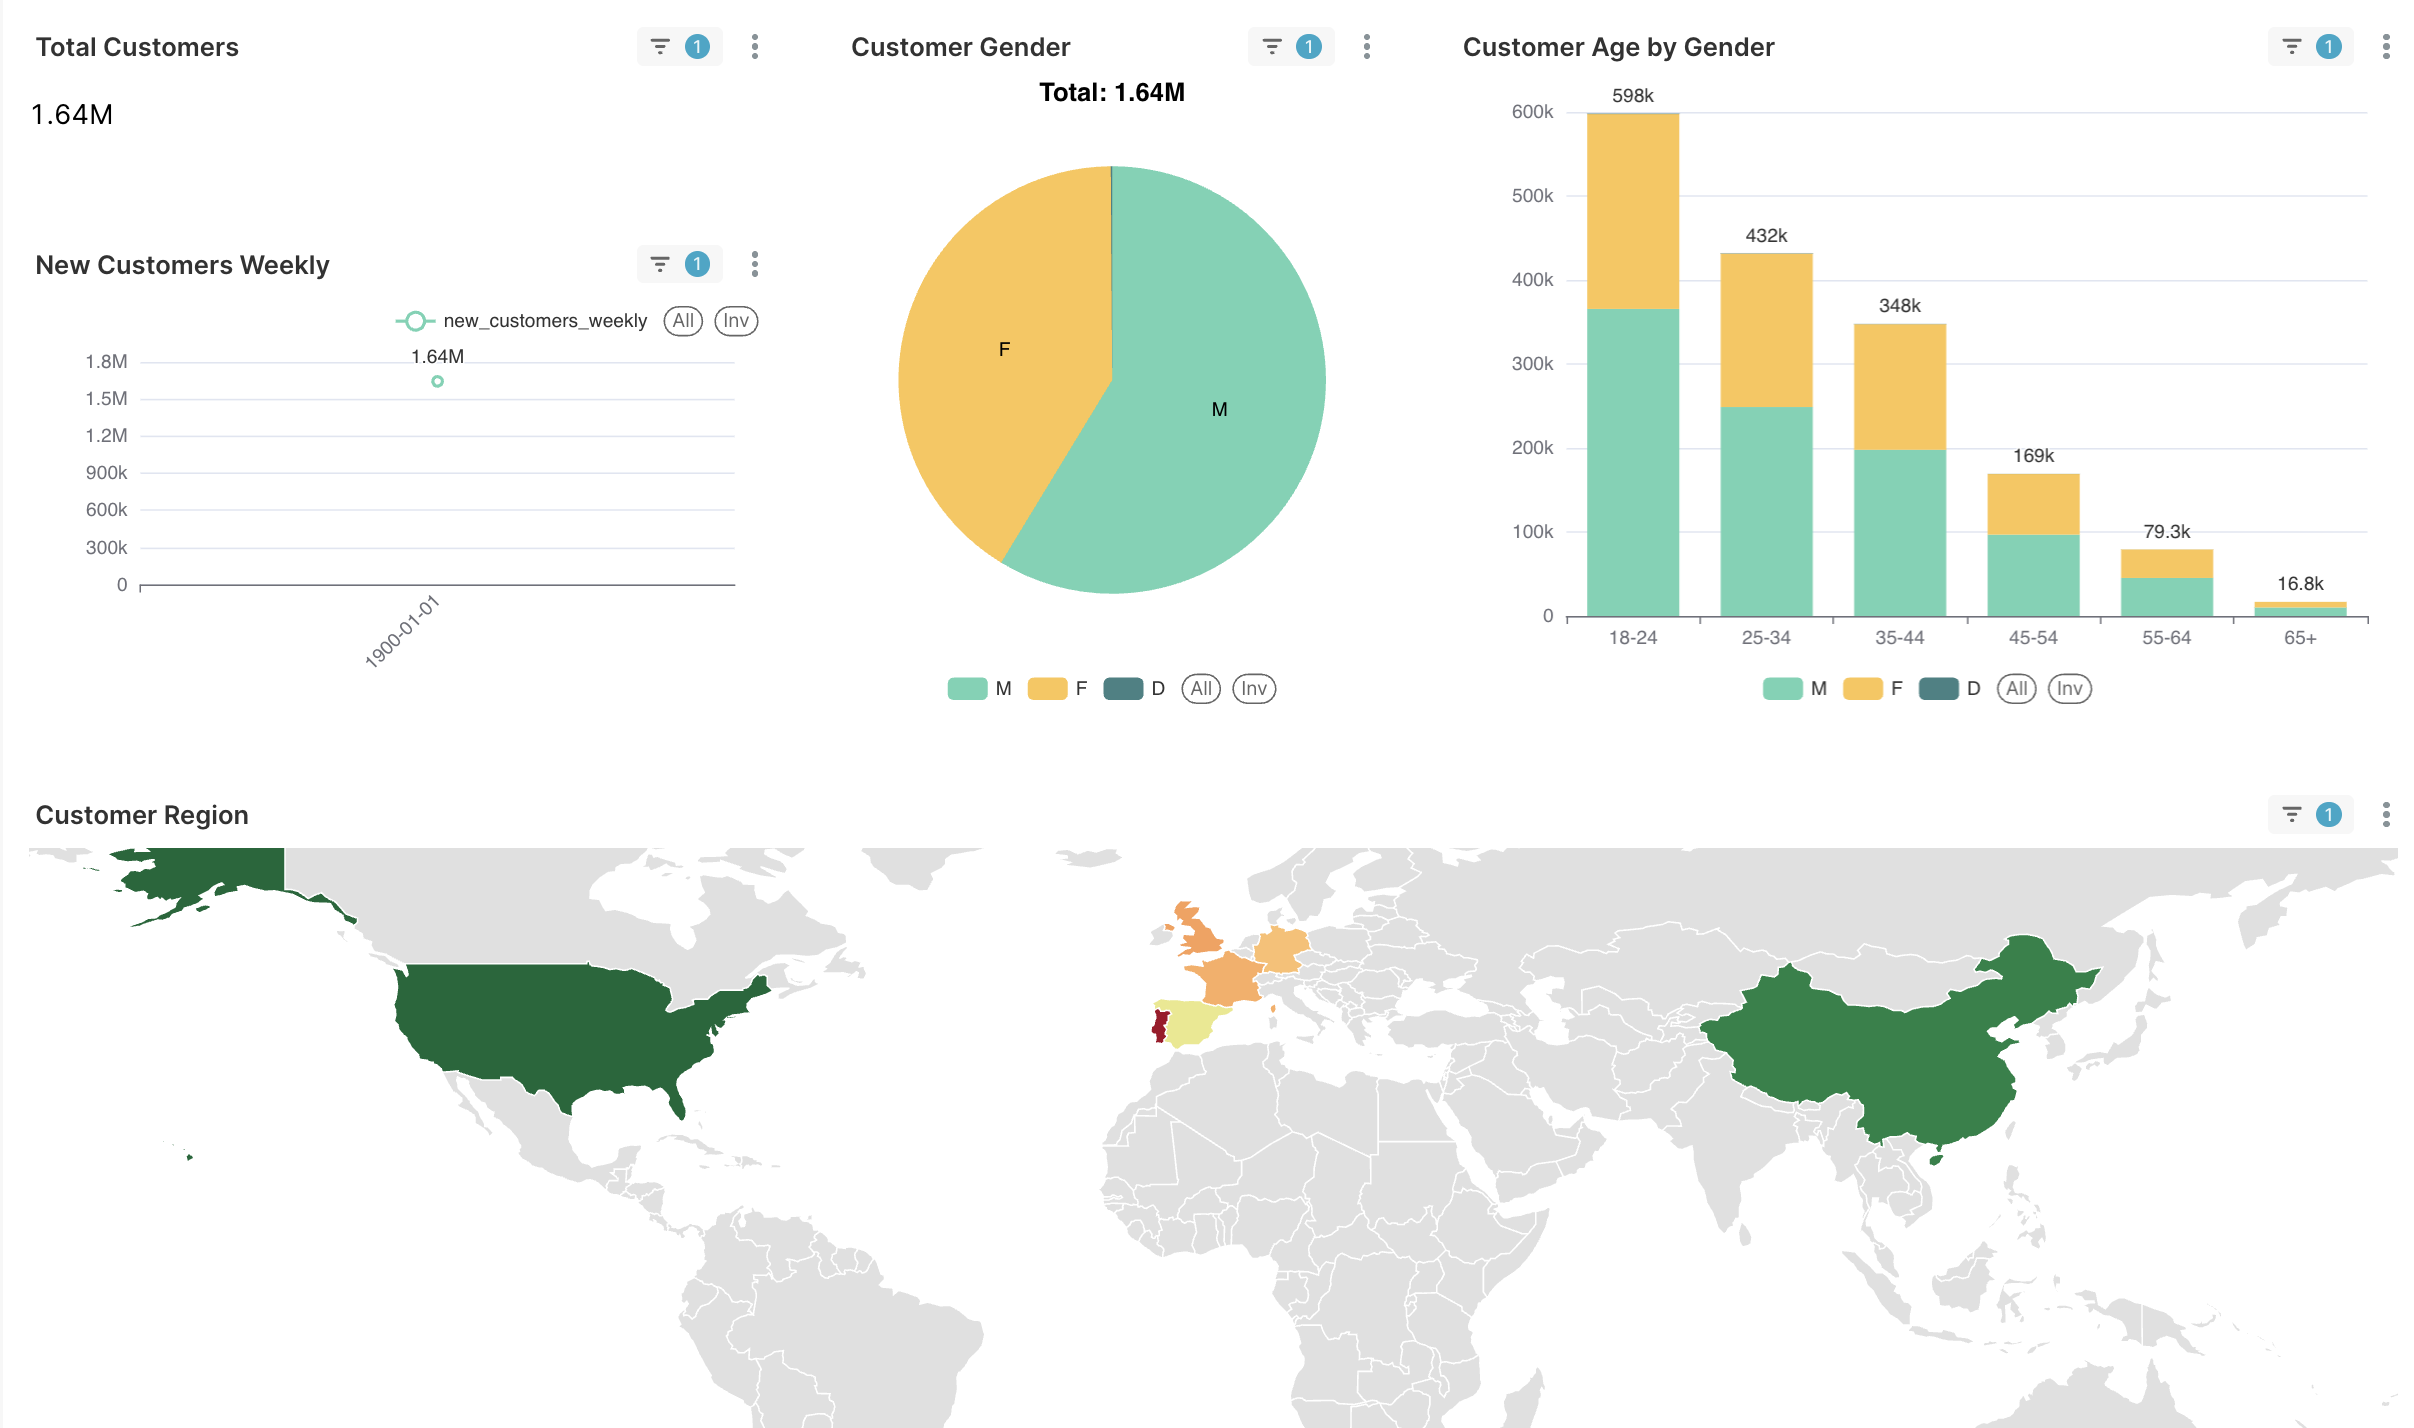 Total Customers
1
1.64M
New Customers Weekly
1
new_customers_weekly All Inv
1.64M
1.8M
1.5M
1.2M
900k
600k
300k
0
1900-01-01
Customer Gender
1
Total: 1.64M
F
M
M F D All Inv
Customer Age by Gender
1
598k
432k
348k
169k
79.3k
16.8k
600k
500k
400k
300k
200k
100k
0
18-24 25-34 35-44 45-54 55-64 65+
M F D All Inv
Customer Region
1